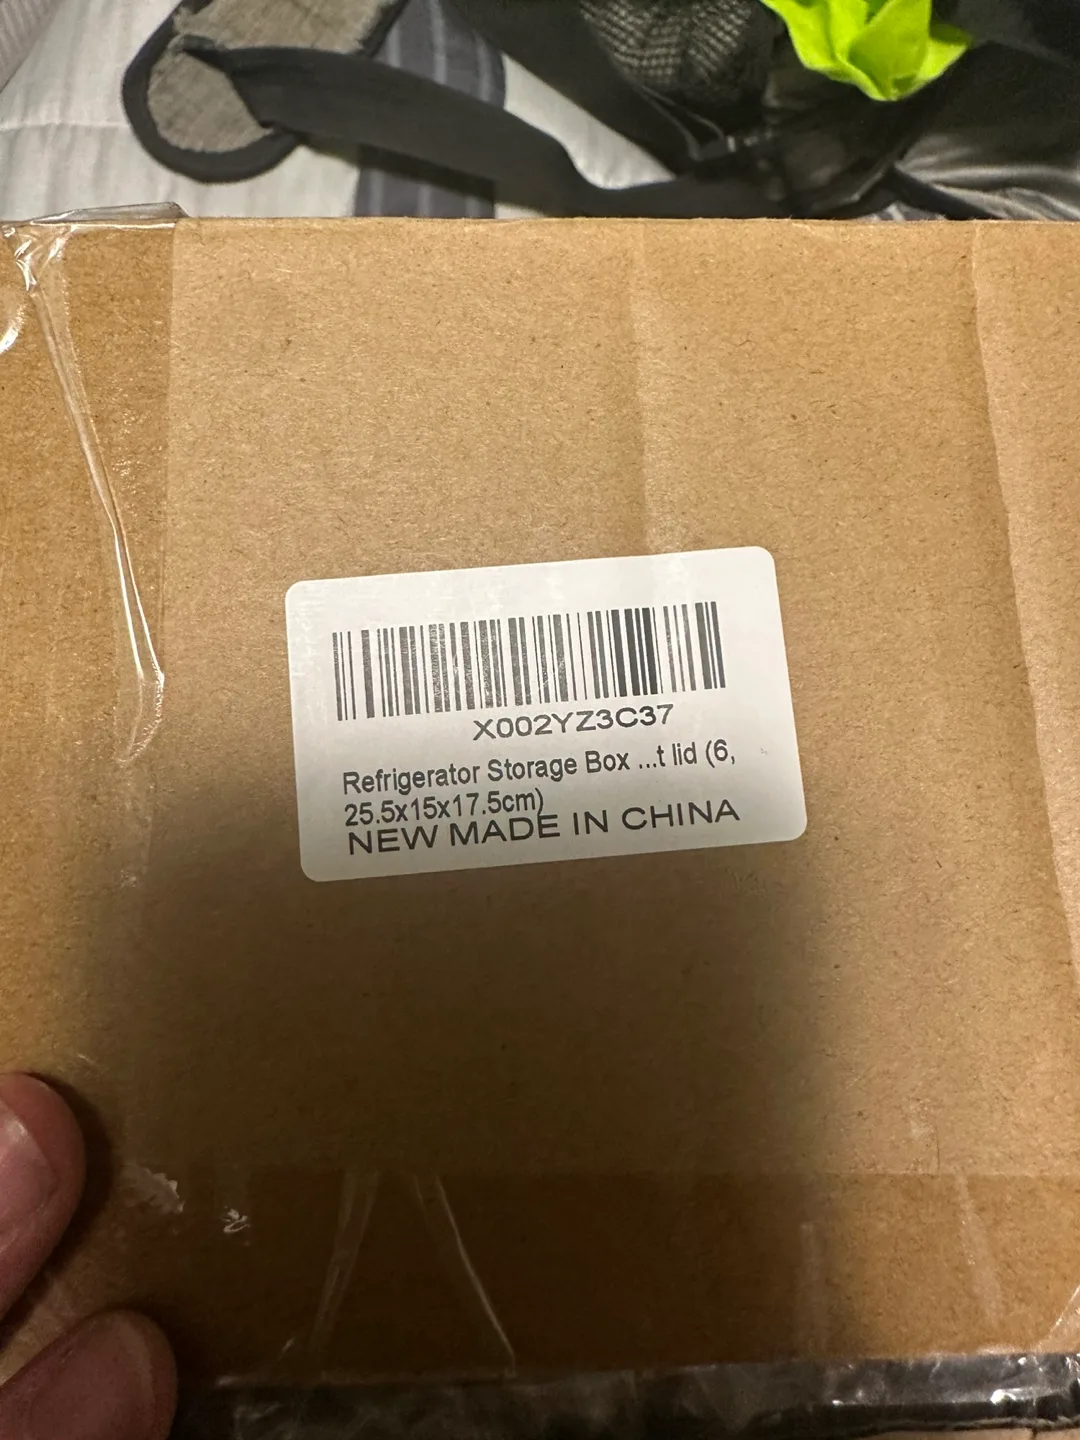 X002YZ3C37
Refrigerator Storage Box ...t lid (6,
25.5x15x17.5cm)
NEW MADE IN CHINA